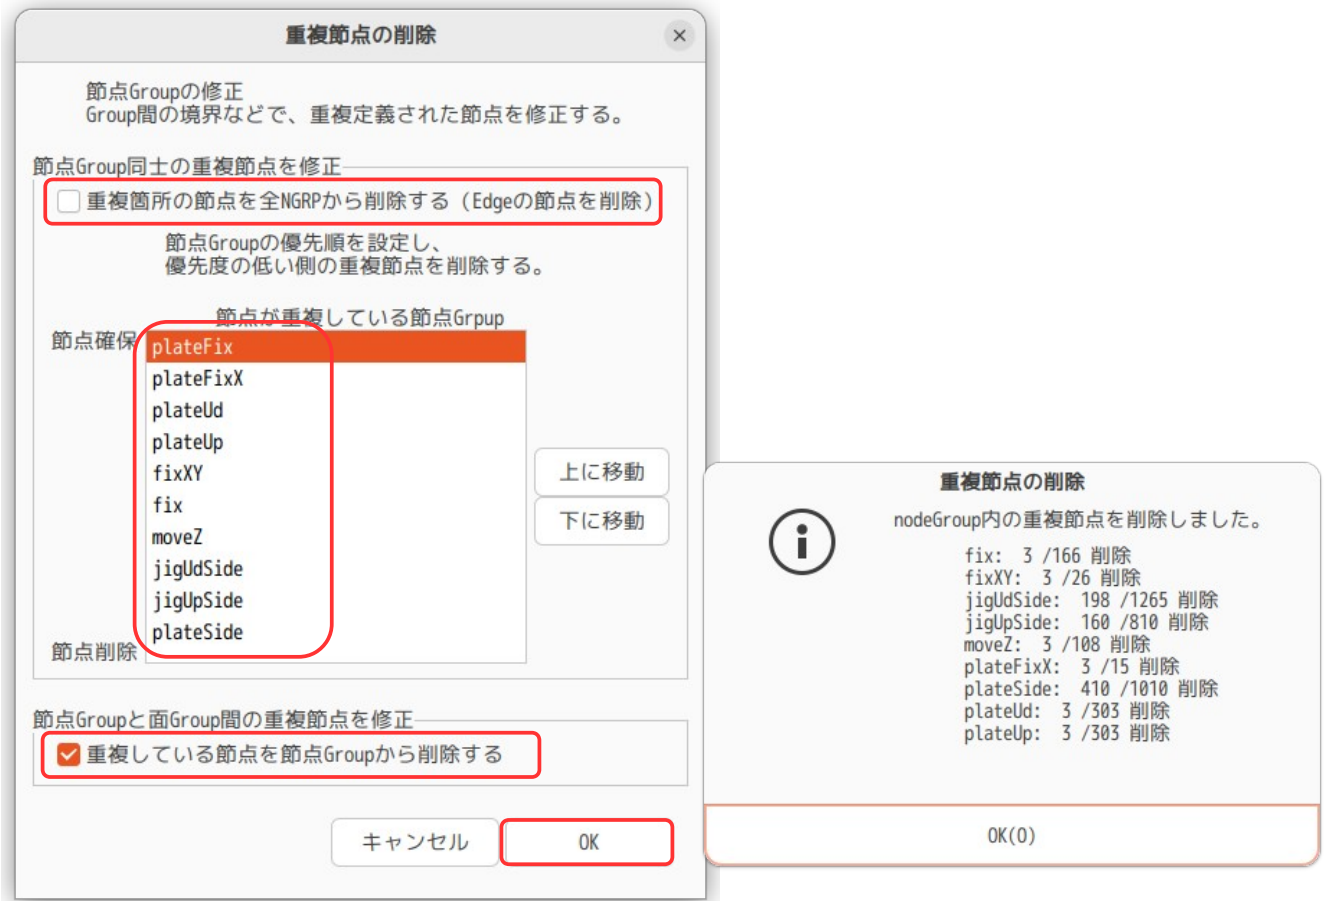 重複節点の削除
節点Groupの修正
Group間の境界などで、重複定義された節点を修正する。
節点Group同士の重複節点を修正
重複箇所の節点を全NGRPから削除する (Edgeの節点を削除)
節点Groupの優先順を設定し、
優先度の低い側の重複節点を削除する。
節点が重複している節点Grpup
節点確保
plateFix
plateFixX
plateUd
plateUp
fixXY
fix
moveZ
jigUdSide
jigUpSide
plateSide
節点削除
上に移動
下に移動
節点Groupと面Group間の重複節点を修正
重複している節点を節点Groupから削除する
キャンセル
OK
重複節点の削除
nodeGroup内の重複節点を削除しました。
fix: 3 /166 削除
fixXY: 3 /26 削除
jigUdSide: 198 /1265 削除
jigUpSide: 160 /810 削除
moveZ: 3 /108 削除
plateFixX: 3 /15 削除
plateSide: 410 /1010 削除
plateUd: 3 /303 削除
plateUp: 3 /303 削除
OK(O)